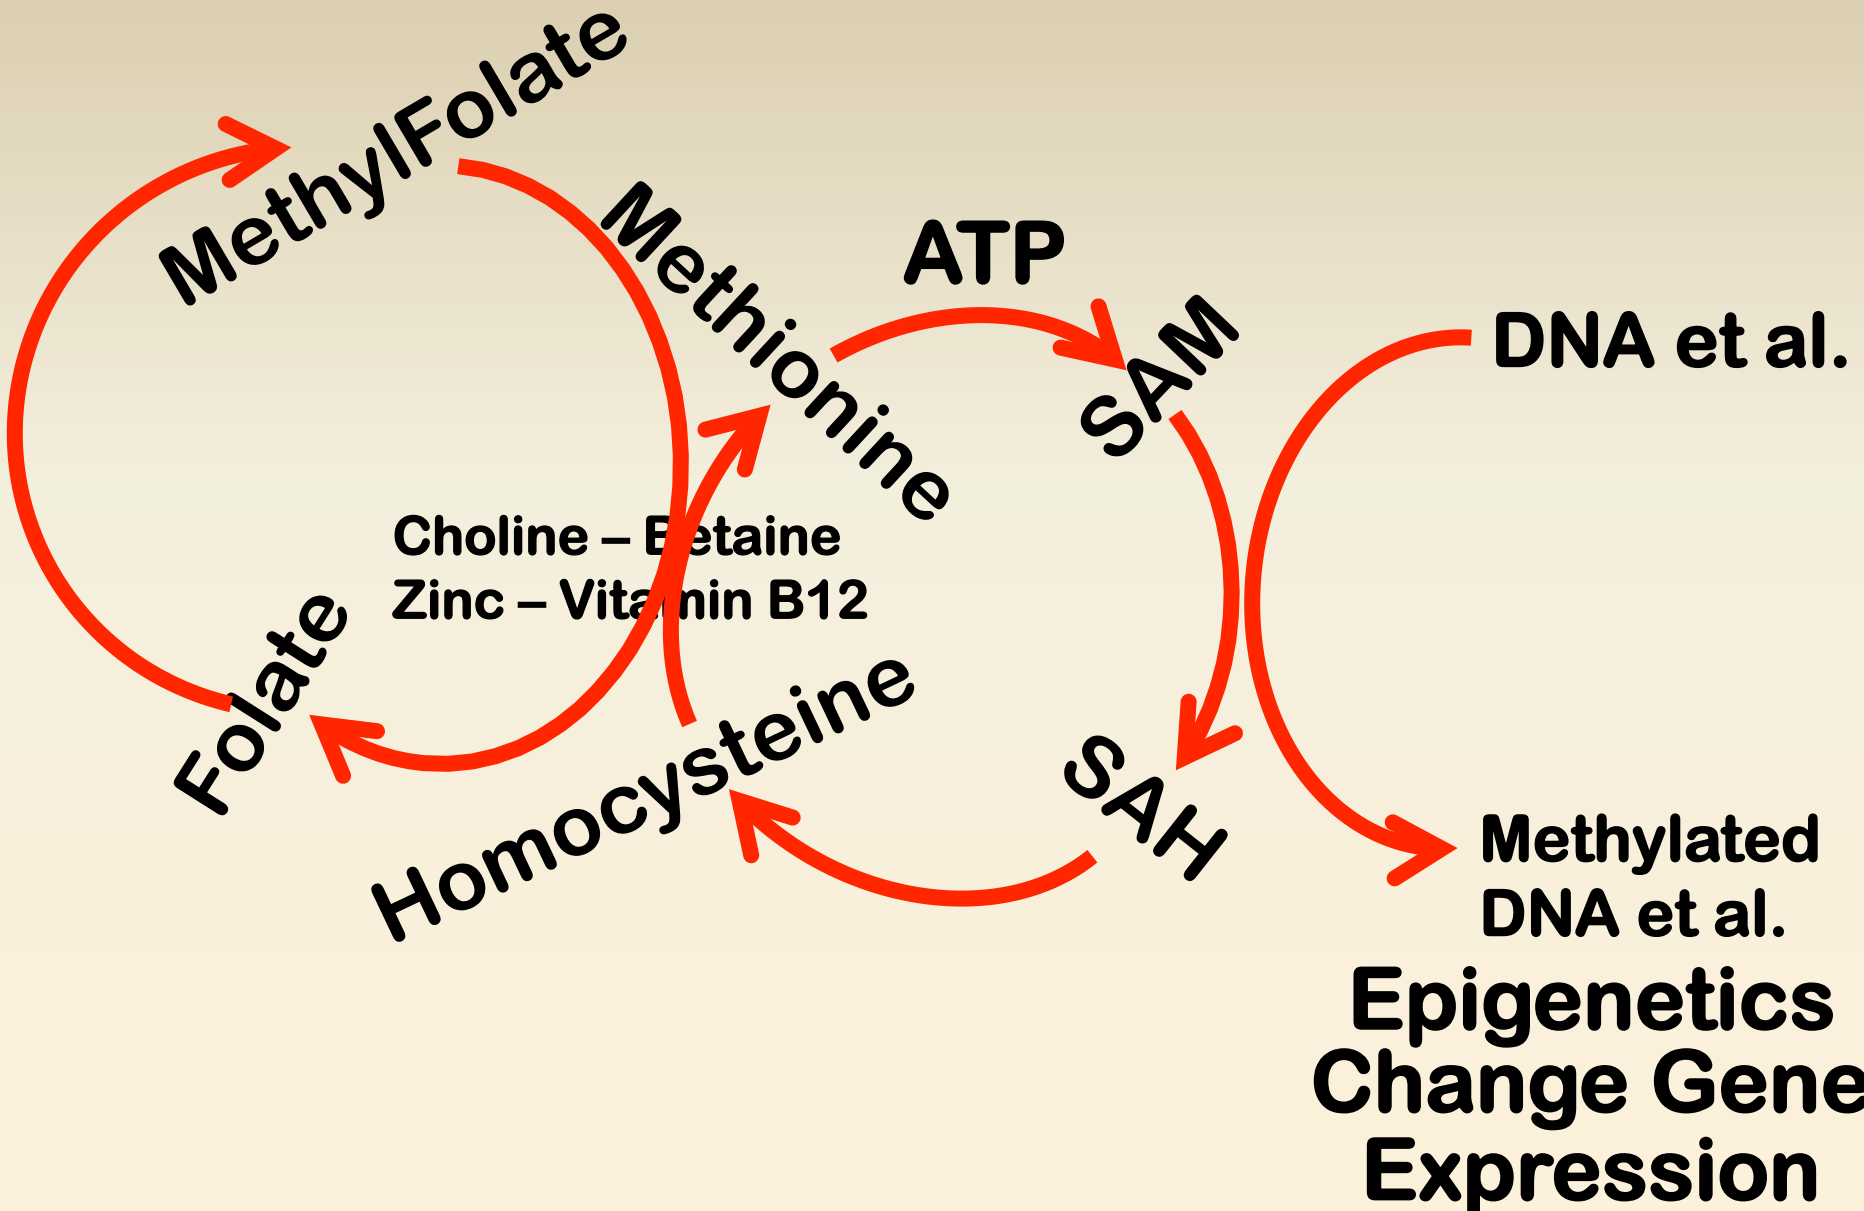 MethylFolate
Methionine
ATP
SAM
DNA et al.
Choline – Betaine
Zinc – Vitamin B12
Folate
Homocysteine
SAH
Methylated
DNA et al.
Epigenetics
Change Gene
Expression